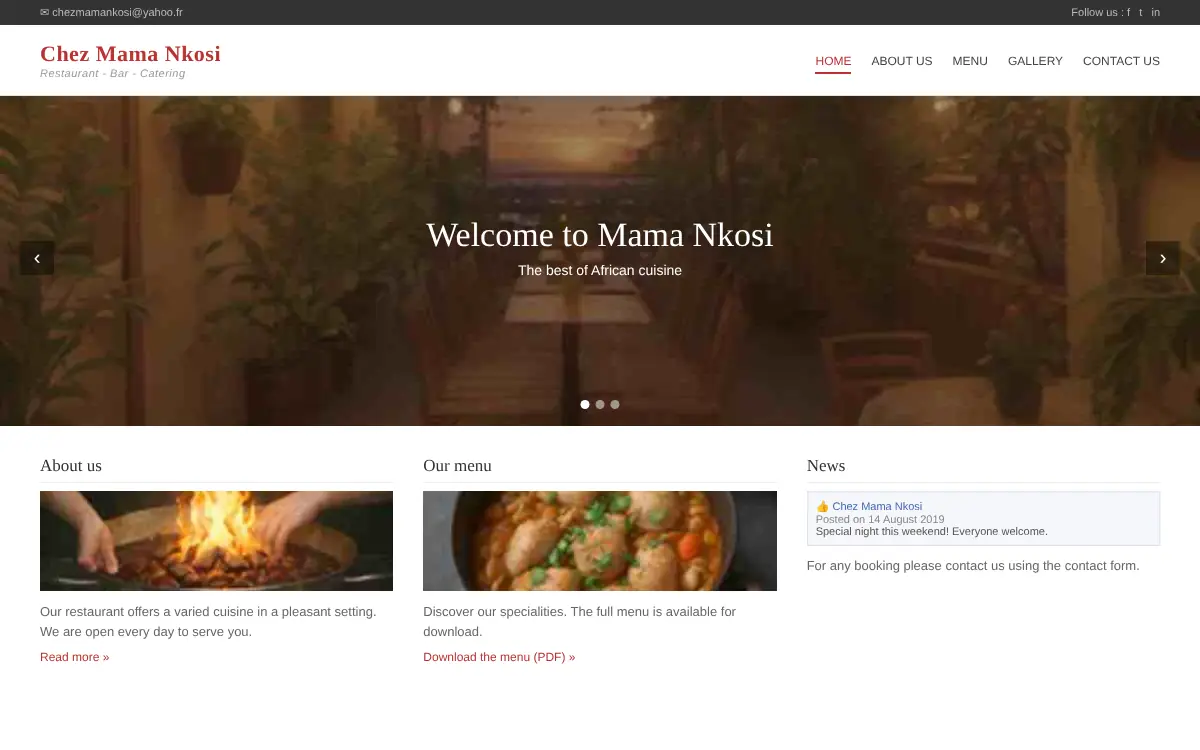 ✉ chezmamankosi@yahoo.fr
Follow us : f t in
Chez Mama Nkosi
Restaurant - Bar - Catering
HOME ABOUT US MENU GALLERY CONTACT US
‹
›
Welcome to Mama Nkosi
The best of African cuisine
About us
Our restaurant offers a varied cuisine in a pleasant setting.
We are open every day to serve you.
Read more »
Our menu
Discover our specialities. The full menu is available for
download.
Download the menu (PDF) »
News
👍 Chez Mama Nkosi
Posted on 14 August 2019
Special night this weekend! Everyone welcome.
For any booking please contact us using the contact form.